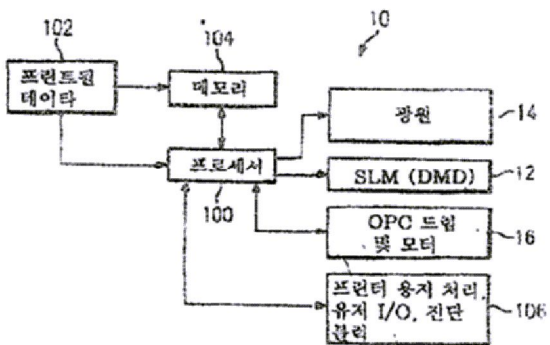 102
104
10
프린트될
데이타
메모리
광원
14
프로세서
SLM (DMD)
12
100
OPC 드럼
및 모터
16
프린터 용지 처리,
유저 I/O, 진단
106